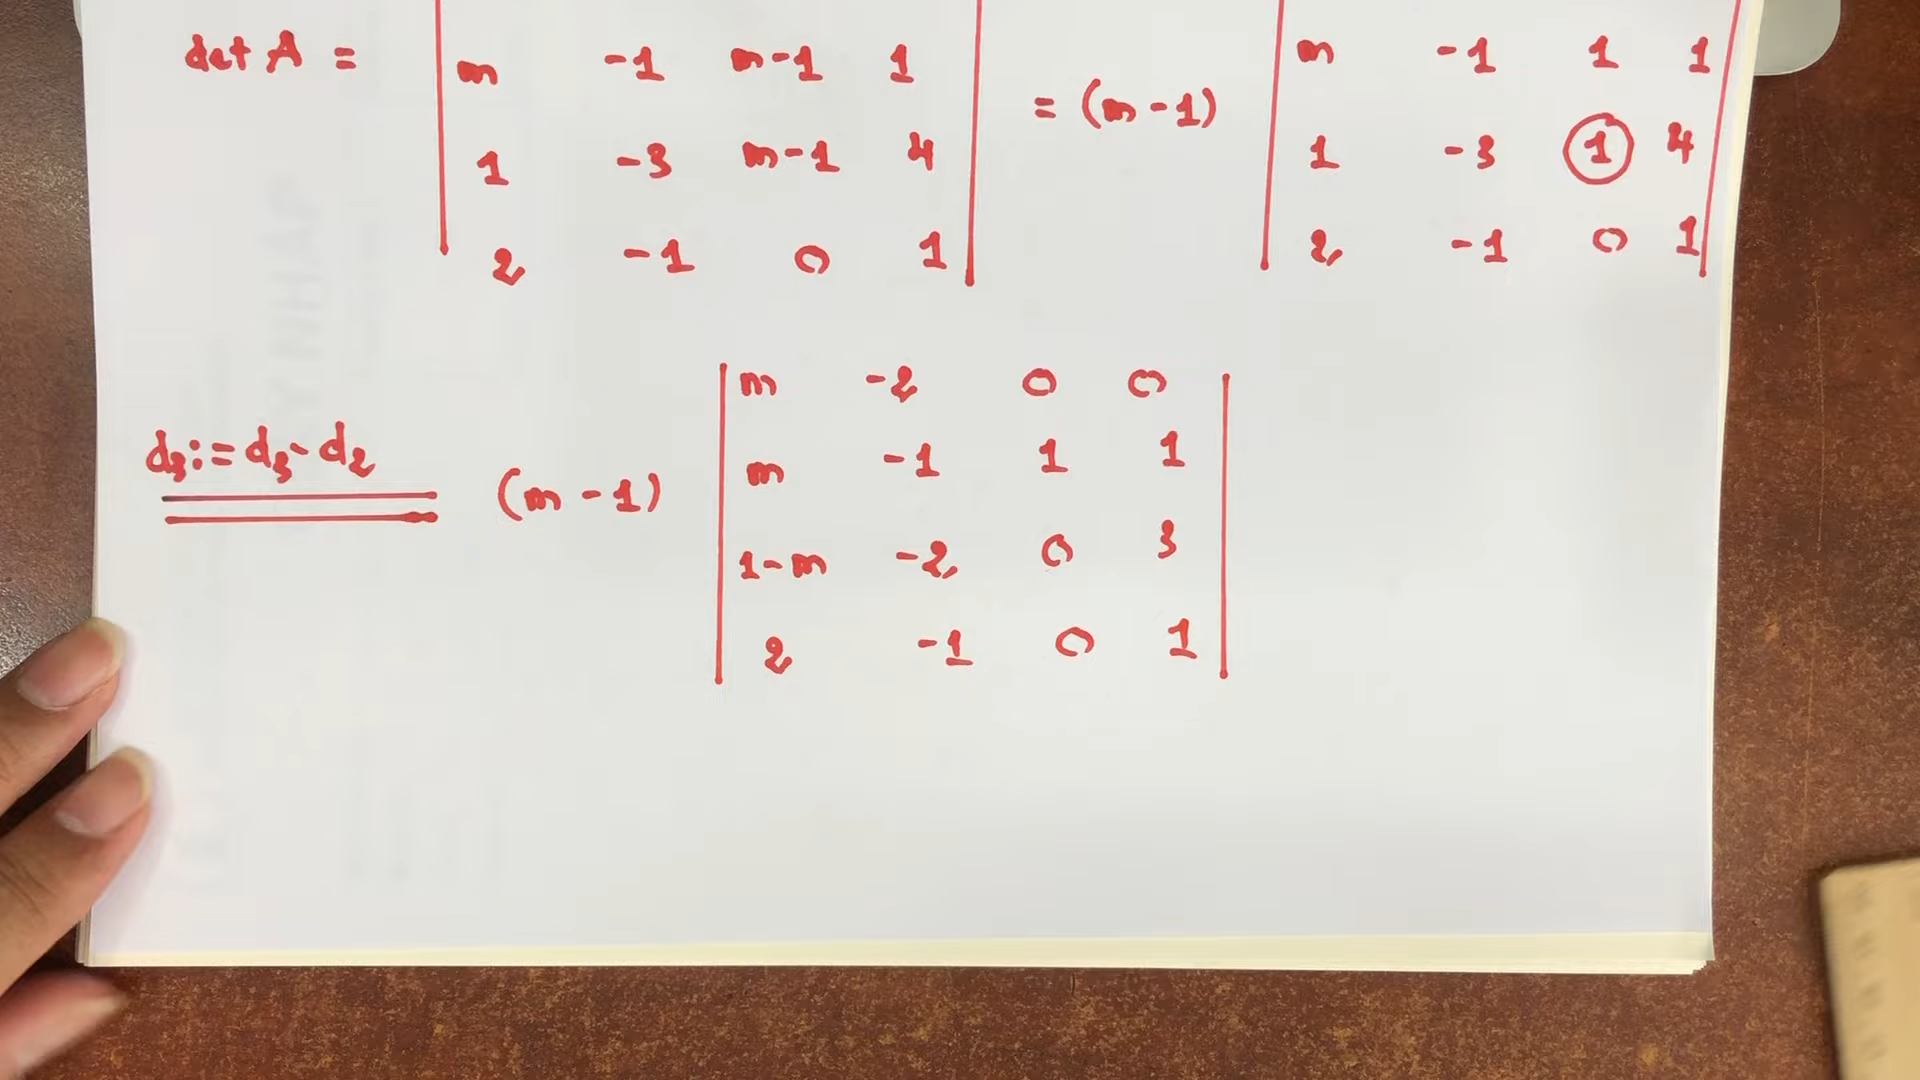 det A =
m -1 m-1 1
1 -3 m-1 4
2 -1 0 1
= (m-1)
m -1 1 1
1 -3 1 4
2 -1 0 1
d3:= d3-d2
(m-1)
m -2 0 0
m -1 1 1
1-m -2 0 3
2 -1 0 1